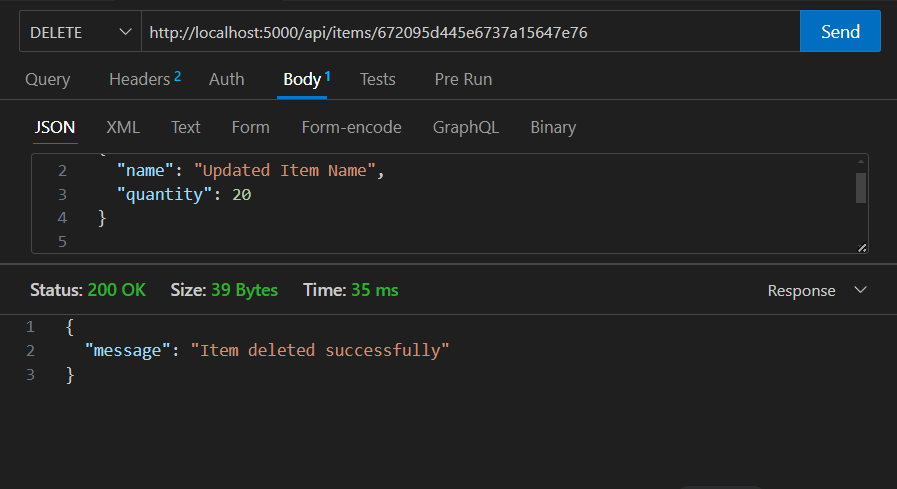 DELETE http://localhost:5000/api/items/672095d445e6737a15647e76 Send
Query Headers 2 Auth Body 1 Tests Pre Run
JSON XML Text Form Form-encode GraphQL Binary
2 "name": "Updated Item Name",
3 "quantity": 20
4 }
5
Status: 200 OK Size: 39 Bytes Time: 35 ms Response
1 {
2 "message": "Item deleted successfully"
3 }